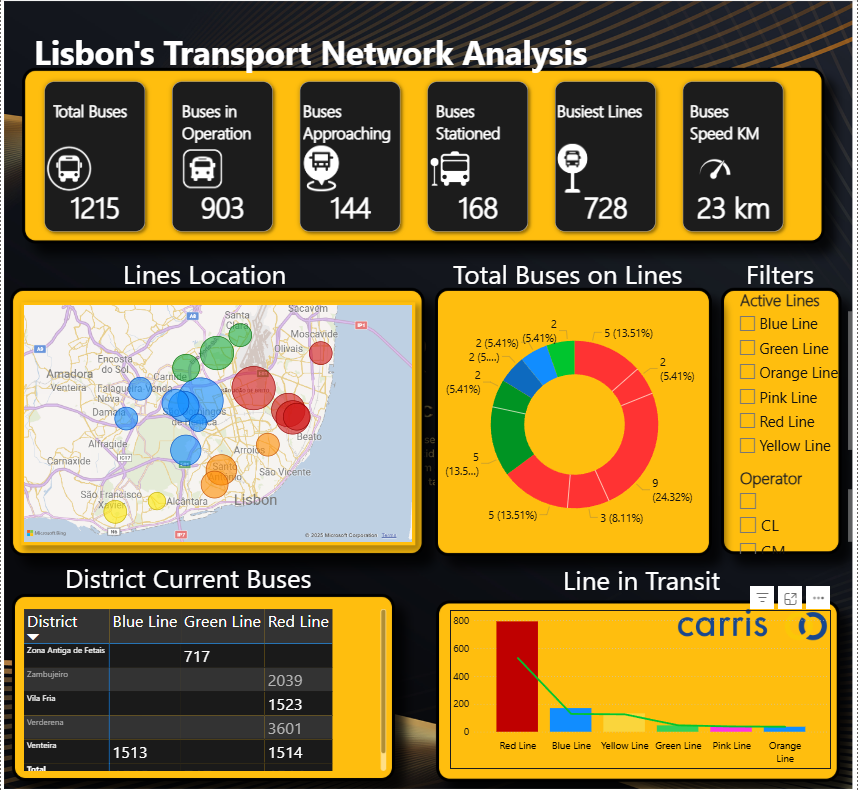 Lisbon's Transport Network Analysis
Total Buses
1215
Buses in
Operation
903
Buses
Approaching
144
Buses
Stationed
168
Busiest Lines
728
Buses
Speed KM
23 km
Lines Location
Santa
Clara
Sacavém
Moscavide
Olivais
Encosta
do Sol
Amadora
Venteira
Carnide
Falagueira-Venda
Nova
Damaia
Alfragide
IC17
Carnaxide
Beato
Arroios
Santo
António
São Vicente
São Francisco
Xavier
Alcântara
Lisbon
Microsoft Bing
© 2025 Microsoft Corporation Terms
Total Buses on Lines
5 (13.51%)
2
(5.41%)
9
(24.32%)
3 (8.11%)
5 (13.51%)
5
(13.5...)
2
(5.41%)
2 (5....)
2 (5.41%)
2
(5.41%)
Filters
Active Lines
Blue Line
Green Line
Orange Line
Pink Line
Red Line
Yellow Line
Operator
CL
CM
District Current Buses
District Blue Line Green Line Red Line
Zona Antiga de Fetais 717
Zambujeiro 2039
Vila Fria 1523
Verderena 3601
Venteira 1513 1514
Total
Line in Transit
carris
800
600
400
200
0
Red Line
Blue Line
Yellow Line
Green Line
Pink Line
Orange
Line